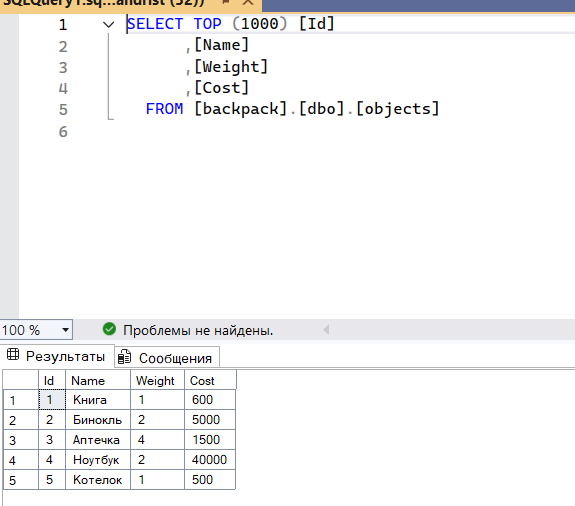 SQLQuery1.sq...andrist (52))
1 SELECT TOP (1000) [Id]
2 ,[Name]
3 ,[Weight]
4 ,[Cost]
5 FROM [backpack].[dbo].[objects]
6
100 % Проблемы не найдены.
Результаты Сообщения
Id Name Weight Cost
1 1 Книга 1 600
2 2 Бинокль 2 5000
3 3 Аптечка 4 1500
4 4 Ноутбук 2 40000
5 5 Котелок 1 500